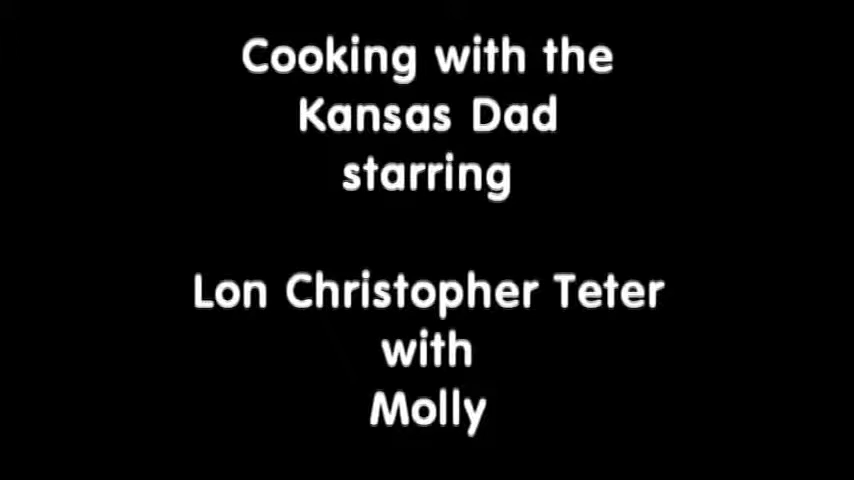 Cooking with the
Kansas Dad
starring
Lon Christopher Teter
with
Molly